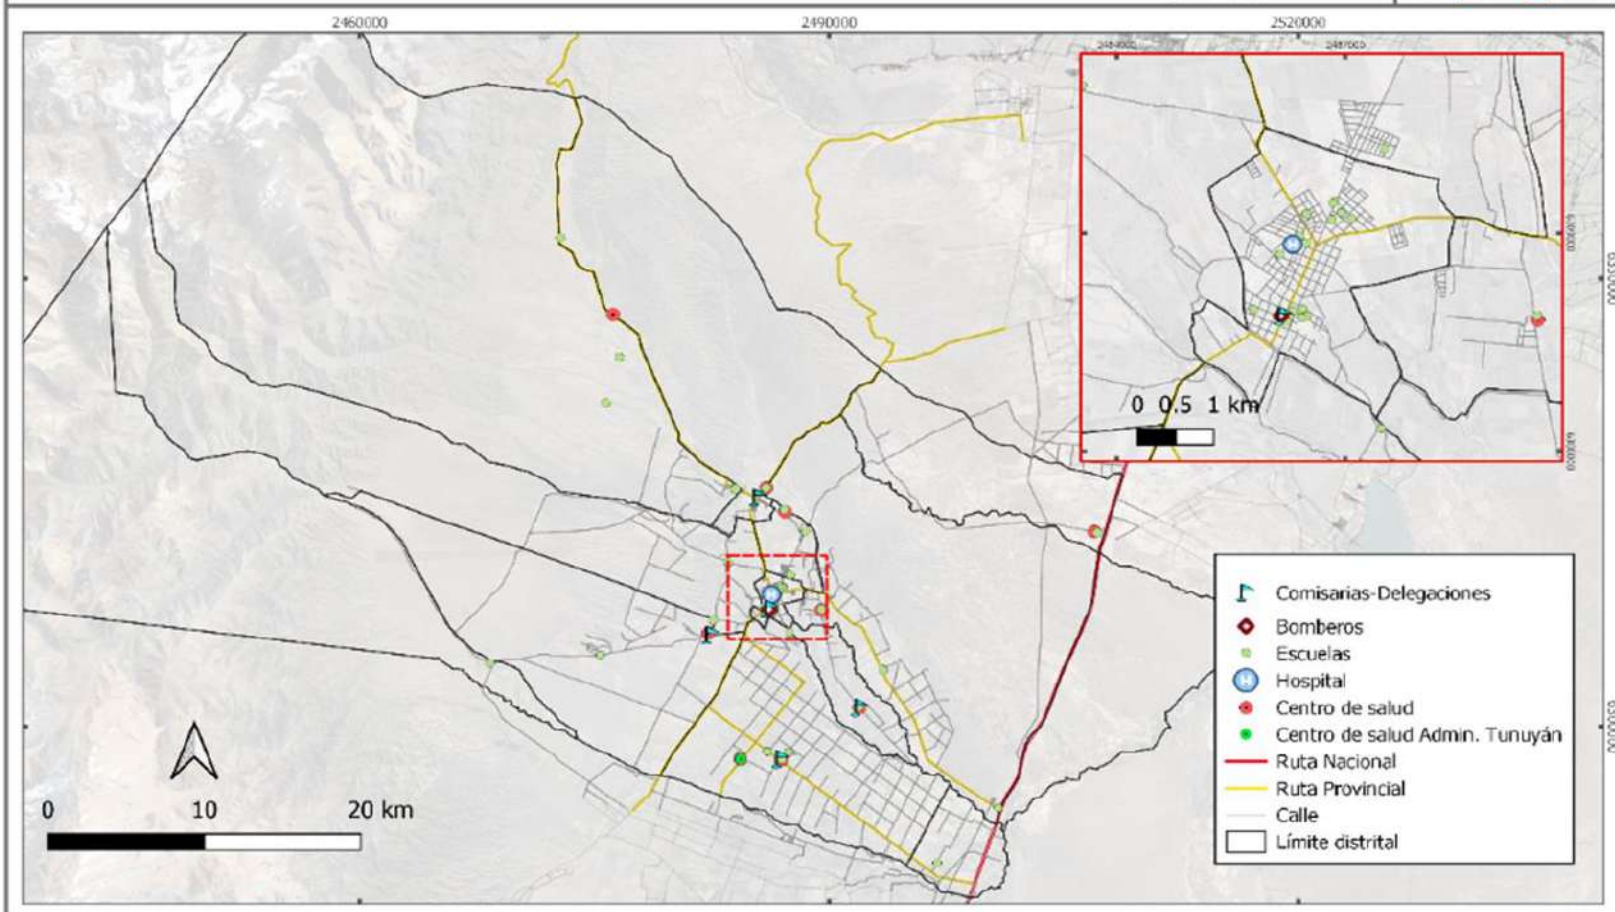 2460000
2490000
2520000
2487000
0 0.5 1 km
Comisarias-Delegaciones
Bomberos
Escuelas
H Hospital
Centro de salud
Centro de salud Admin. Tunuyán
Ruta Nacional
Ruta Provincial
Calle
Límite distrital
0 10 20 km